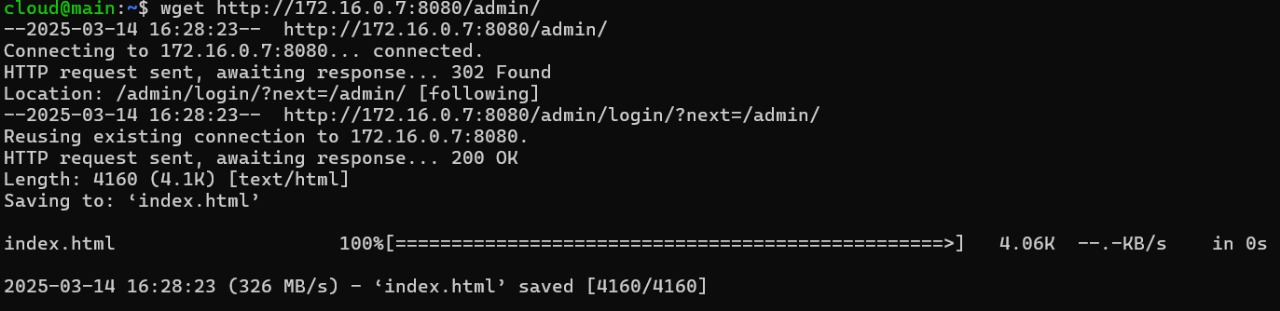 cloud@main:~$ wget http://172.16.0.7:8080/admin/
--2025-03-14 16:28:23--  http://172.16.0.7:8080/admin/
Connecting to 172.16.0.7:8080... connected.
HTTP request sent, awaiting response... 302 Found
Location: /admin/login/?next=/admin/ [following]
--2025-03-14 16:28:23--  http://172.16.0.7:8080/admin/login/?next=/admin/
Reusing existing connection to 172.16.0.7:8080.
HTTP request sent, awaiting response... 200 OK
Length: 4160 (4.1K) [text/html]
Saving to: ‘index.html’
index.html                    100%[=================================================>]   4.06K  --.-KB/s    in 0s
2025-03-14 16:28:23 (326 MB/s) - ‘index.html’ saved [4160/4160]